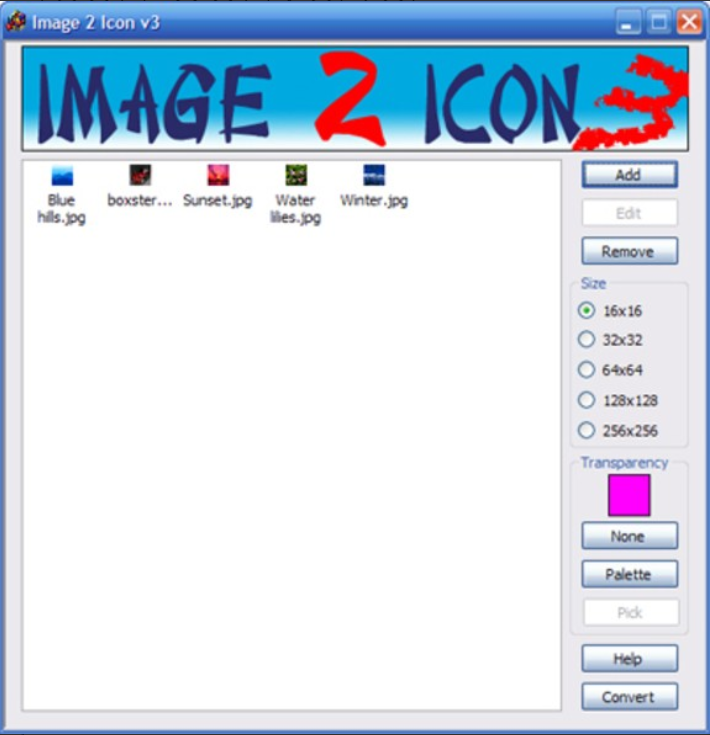 Image 2 Icon v3
IMAGE 2 ICON 3
Blue
hills.jpg
boxster...
Sunset.jpg
Water
lilies.jpg
Winter.jpg
Add
Edit
Remove
Size
16x16
32x32
64x64
128x128
256x256
Transparency
None
Palette
Pick
Help
Convert